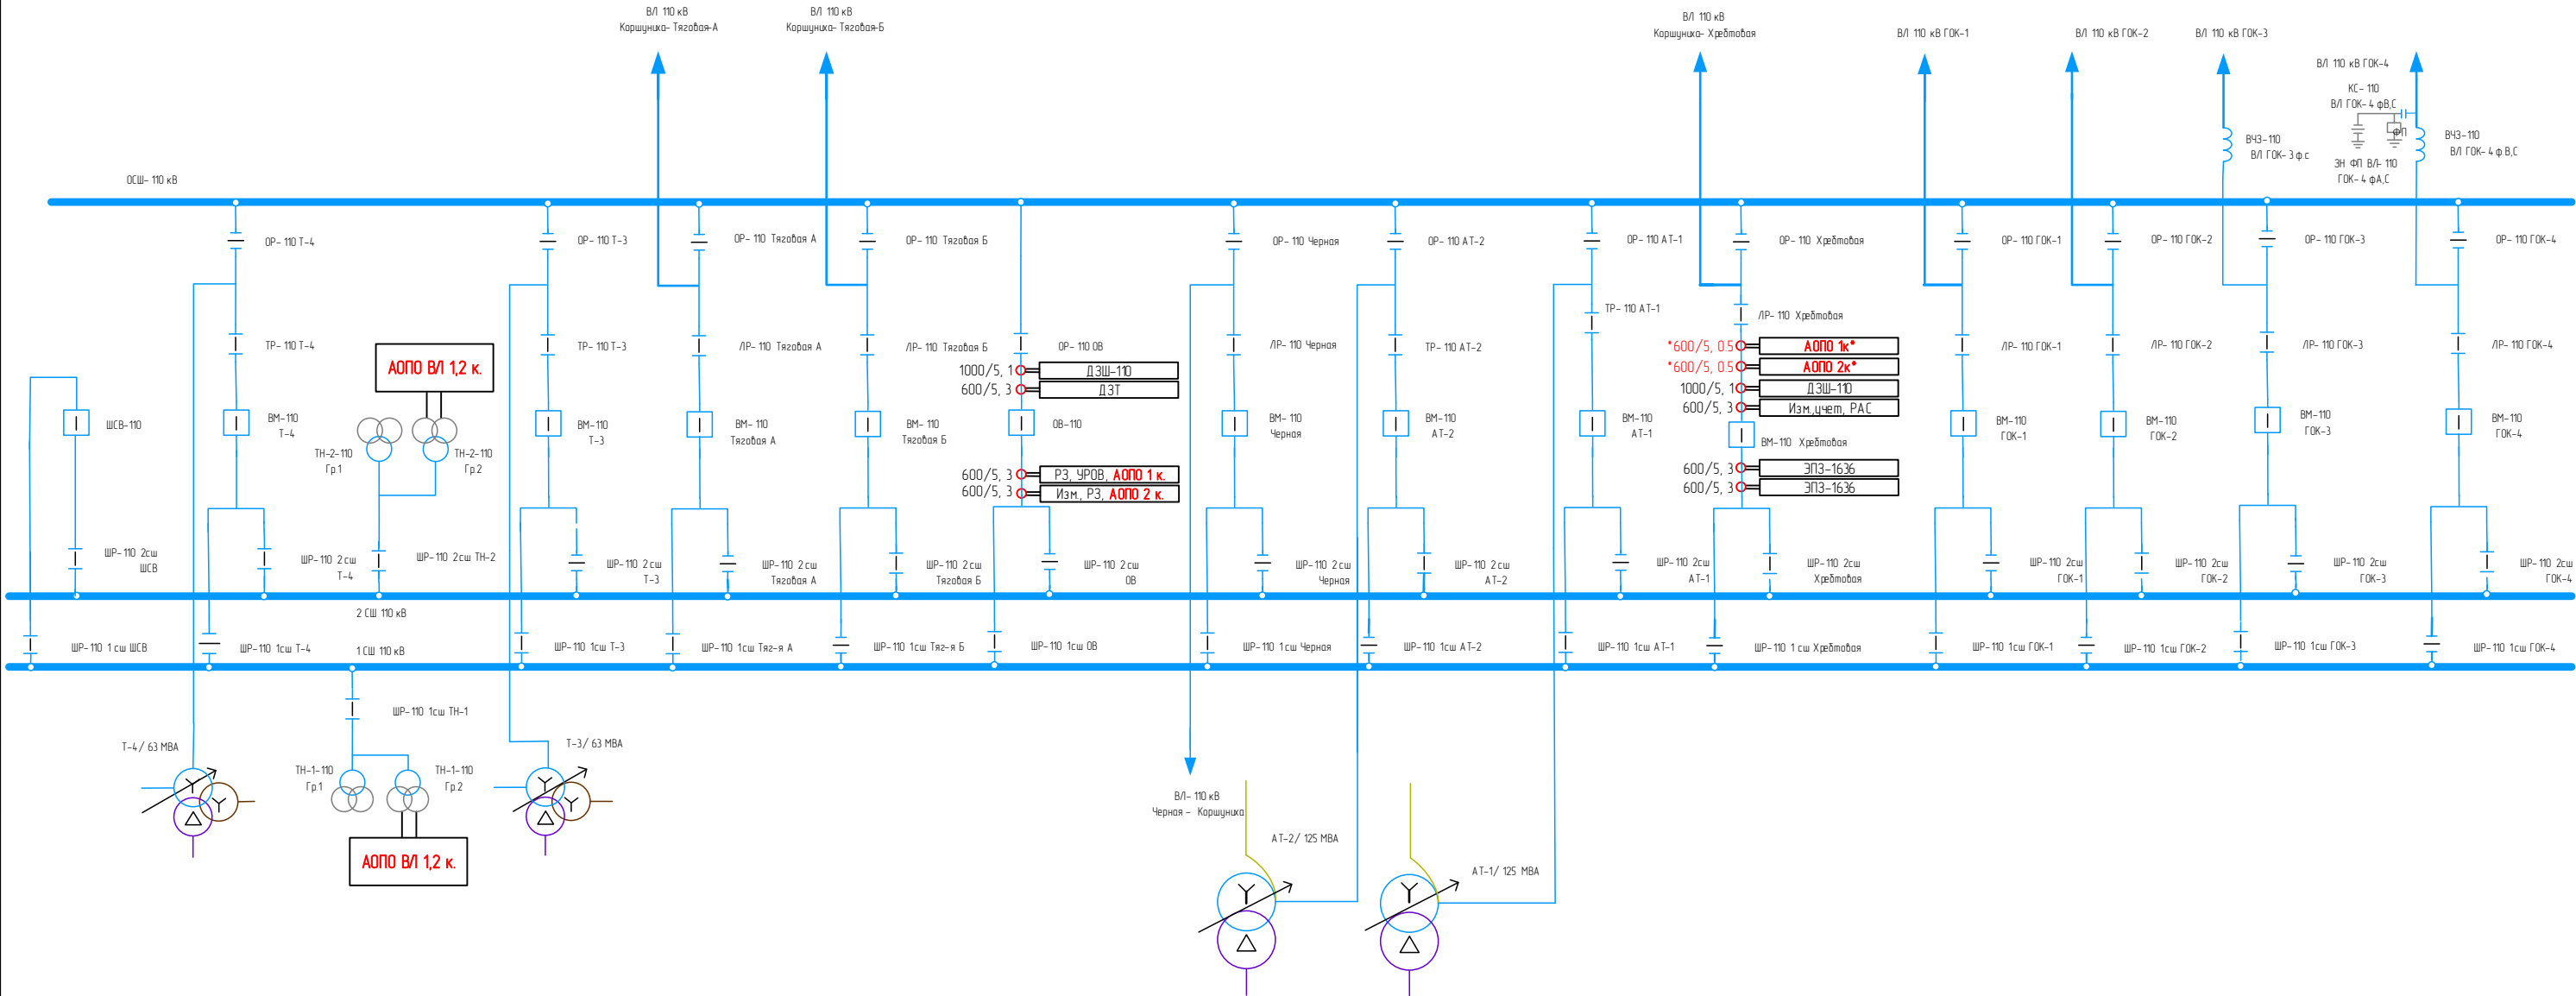 ВЛ 110 кВ
Коршуниха- Тяговая-А
ВЛ 110 кВ
Коршуниха- Тяговая-Б
ВЛ 110 кВ
Коршуниха- Хребтовая
ВЛ 110 кВ ГОК-1
ВЛ 110 кВ ГОК-2
ВЛ 110 кВ ГОК-3
ВЛ 110 кВ ГОК-4
КС- 110
ВЛ ГОК- 4 фВ,С
ФП
ЗН ФП ВЛ- 110
ГОК- 4 фА,С
ВЧЗ-110
ВЛ ГОК- 3 ф.с
ВЧЗ-110
ВЛ ГОК- 4 ф.В,С
ОСШ- 110 кВ
ОР- 110 Т-4
ОР- 110 Т-3
ОР- 110 Тяговая А
ОР- 110 Тяговая Б
ОР- 110 Черная
ОР- 110 АТ-2
ОР- 110 АТ-1
ОР- 110 Хребтовая
ОР- 110 ГОК-1
ОР- 110 ГОК-2
ОР- 110 ГОК-3
ОР- 110 ГОК-4
ТР- 110 АТ-1
ЛР- 110 Хребтовая
ТР- 110 Т-4
ТР- 110 Т-3
ЛР- 110 Тяговая А
ЛР- 110 Тяговая Б
ОР- 110 ОВ
ЛР- 110 Черная
ТР- 110 АТ-2
ЛР- 110 ГОК-1
ЛР- 110 ГОК-2
ЛР- 110 ГОК-3
ЛР- 110 ГОК-4
АОПО ВЛ 1,2 к.
1000/5, 1 ДЗШ-110
600/5, 3 ДЗТ
*600/5, 0.5 АОПО 1к*
*600/5, 0.5 АОПО 2к*
1000/5, 1 ДЗШ-110
600/5, 3 Изм.,учет, РАС
ШСВ-110
ВМ-110
Т-4
ТН-2-110
Гр.1
ТН-2-110
Гр.2
ВМ-110
Т-3
ВМ- 110
Тяговая А
ВМ- 110
Тяговая Б
ОВ-110
ВМ- 110
Черная
ВМ-110
АТ-2
ВМ-110
АТ-1
ВМ-110 Хребтовая
ВМ-110
ГОК-1
ВМ-110
ГОК-2
ВМ-110
ГОК-3
ВМ-110
ГОК-4
600/5, 3 РЗ, УРОВ, АОПО 1 к.
600/5, 3 Изм., РЗ, АОПО 2 к.
600/5, 3 ЭПЗ-1636
600/5, 3 ЭПЗ-1636
ШР-110 2сш
ШСВ
ШР-110 2 сш
Т-4
ШР-110 2сш ТН-2
ШР-110 2 сш
Т-3
ШР-110 2 сш
Тяговая А
ШР-110 2 сш
Тяговая Б
ШР-110 2 сш
ОВ
ШР-110 2 сш
Черная
ШР-110 2 сш
АТ-2
ШР-110 2сш
АТ-1
ШР-110 2сш
Хребтовая
ШР-110 2сш
ГОК-1
ШР-110 2сш
ГОК-2
ШР-110 2сш
ГОК-3
ШР-110 2сш
ГОК-4
2 СШ 110 кВ
ШР-110 1 сш ШСВ
ШР-110 1сш Т-4
1 СШ 110 кВ
ШР-110 1сш Т-3
ШР-110 1сш Тяг-я А
ШР-110 1сш Тяг-я Б
ШР-110 1сш ОВ
ШР-110 1сш Черная
ШР-110 1сш АТ-2
ШР-110 1сш АТ-1
ШР-110 1 сш Хребтовая
ШР-110 1сш ГОК-1
ШР-110 1сш ГОК-2
ШР-110 1сш ГОК-3
ШР-110 1сш ГОК-4
ШР-110 1сш ТН-1
Т-4/ 63 МВА
ТН-1-110
Гр.1
ТН-1-110
Гр.2
Т-3/ 63 МВА
АОПО ВЛ 1,2 к.
ВЛ- 110 кВ
Черная - Коршуниха
АТ-2/ 125 МВА
АТ-1/ 125 МВА